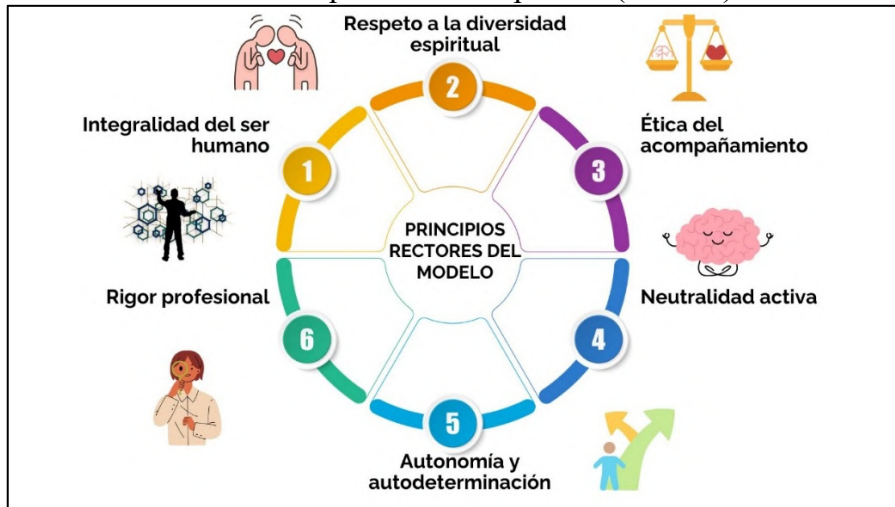 Respeto a la diversidad
espiritual
2
Integralidad del ser
humano
1
Ética del
acompañamiento
3
PRINCIPIOS
RECTORES DEL
MODELO
Rigor profesional
6
Neutralidad activa
4
5
Autonomía y
autodeterminación